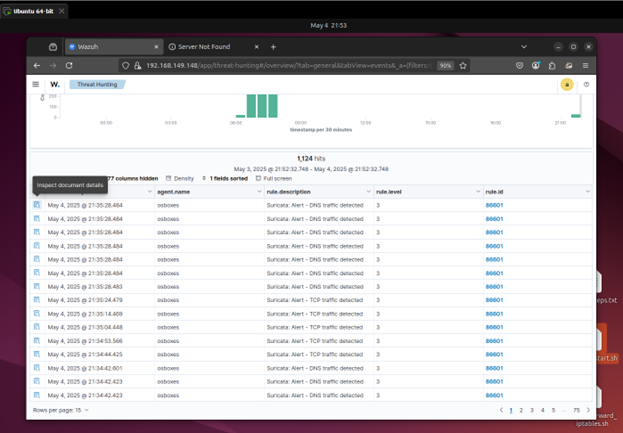 Ubuntu 64-bit
May 4 21:53
Wazuh
Server Not Found
192.168.149.148/app/threat-hunting#/overview/?tab=general&tabView=events&_a=(filters:
90%
W.
Threat Hunting
a
200
100
0
03:00
06:00
09:00
12:00
15:00
18:00
21:00
timestamp per 30 minutes
1,124 hits
May 3, 2025 @ 21:52:32.748 - May 4, 2025 @ 21:52:32.748
77 columns hidden Density 1 fields sorted Full screen
Inspect document details
agent.name rule.description rule.level rule.id
May 4, 2025 @ 21:35:28.484 osboxes Suricata: Alert - DNS traffic detected 3 86601
May 4, 2025 @ 21:35:28.484 osboxes Suricata: Alert - DNS traffic detected 3 86601
May 4, 2025 @ 21:35:28.484 osboxes Suricata: Alert - DNS traffic detected 3 86601
May 4, 2025 @ 21:35:28.484 osboxes Suricata: Alert - DNS traffic detected 3 86601
May 4, 2025 @ 21:35:28.484 osboxes Suricata: Alert - DNS traffic detected 3 86601
May 4, 2025 @ 21:35:28.484 osboxes Suricata: Alert - DNS traffic detected 3 86601
May 4, 2025 @ 21:35:28.483 osboxes Suricata: Alert - DNS traffic detected 3 86601
May 4, 2025 @ 21:35:24.479 osboxes Suricata: Alert - TCP traffic detected 3 86601
May 4, 2025 @ 21:35:14.469 osboxes Suricata: Alert - TCP traffic detected 3 86601
May 4, 2025 @ 21:35:04.448 osboxes Suricata: Alert - TCP traffic detected 3 86601
May 4, 2025 @ 21:34:53.566 osboxes Suricata: Alert - TCP traffic detected 3 86601
May 4, 2025 @ 21:34:44.425 osboxes Suricata: Alert - TCP traffic detected 3 86601
May 4, 2025 @ 21:34:42.601 osboxes Suricata: Alert - DNS traffic detected 3 86601
May 4, 2025 @ 21:34:42.423 osboxes Suricata: Alert - DNS traffic detected 3 86601
May 4, 2025 @ 21:34:42.423 osboxes Suricata: Alert - DNS traffic detected 3 86601
Rows per page: 15
1 2 3 4 5 ... 75
eps.txt
tart.sh
ward_
iptables.sh